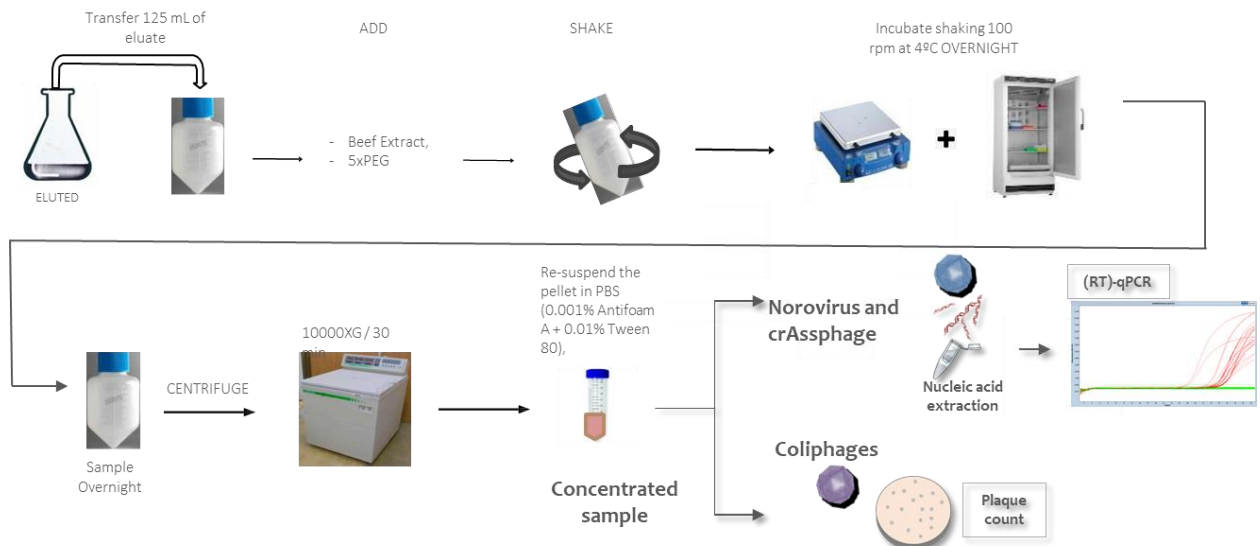 Transfer 125 mL of
eluate
ADD
SHAKE
Incubate shaking 100
rpm at 4ºC OVERNIGHT
- Beef Extract,
- 5xPEG
ELUTED
Re-suspend the
pellet in PBS
(0.001% Antifoam
A + 0.01% Tween
80),
10000XG / 30
min
CENTRIFUGE
Sample
Overnight
Concentrated
sample
Norovirus and
crAssphage
Nucleic acid
extraction
(RT)-qPCR
Coliphages
Plaque
count